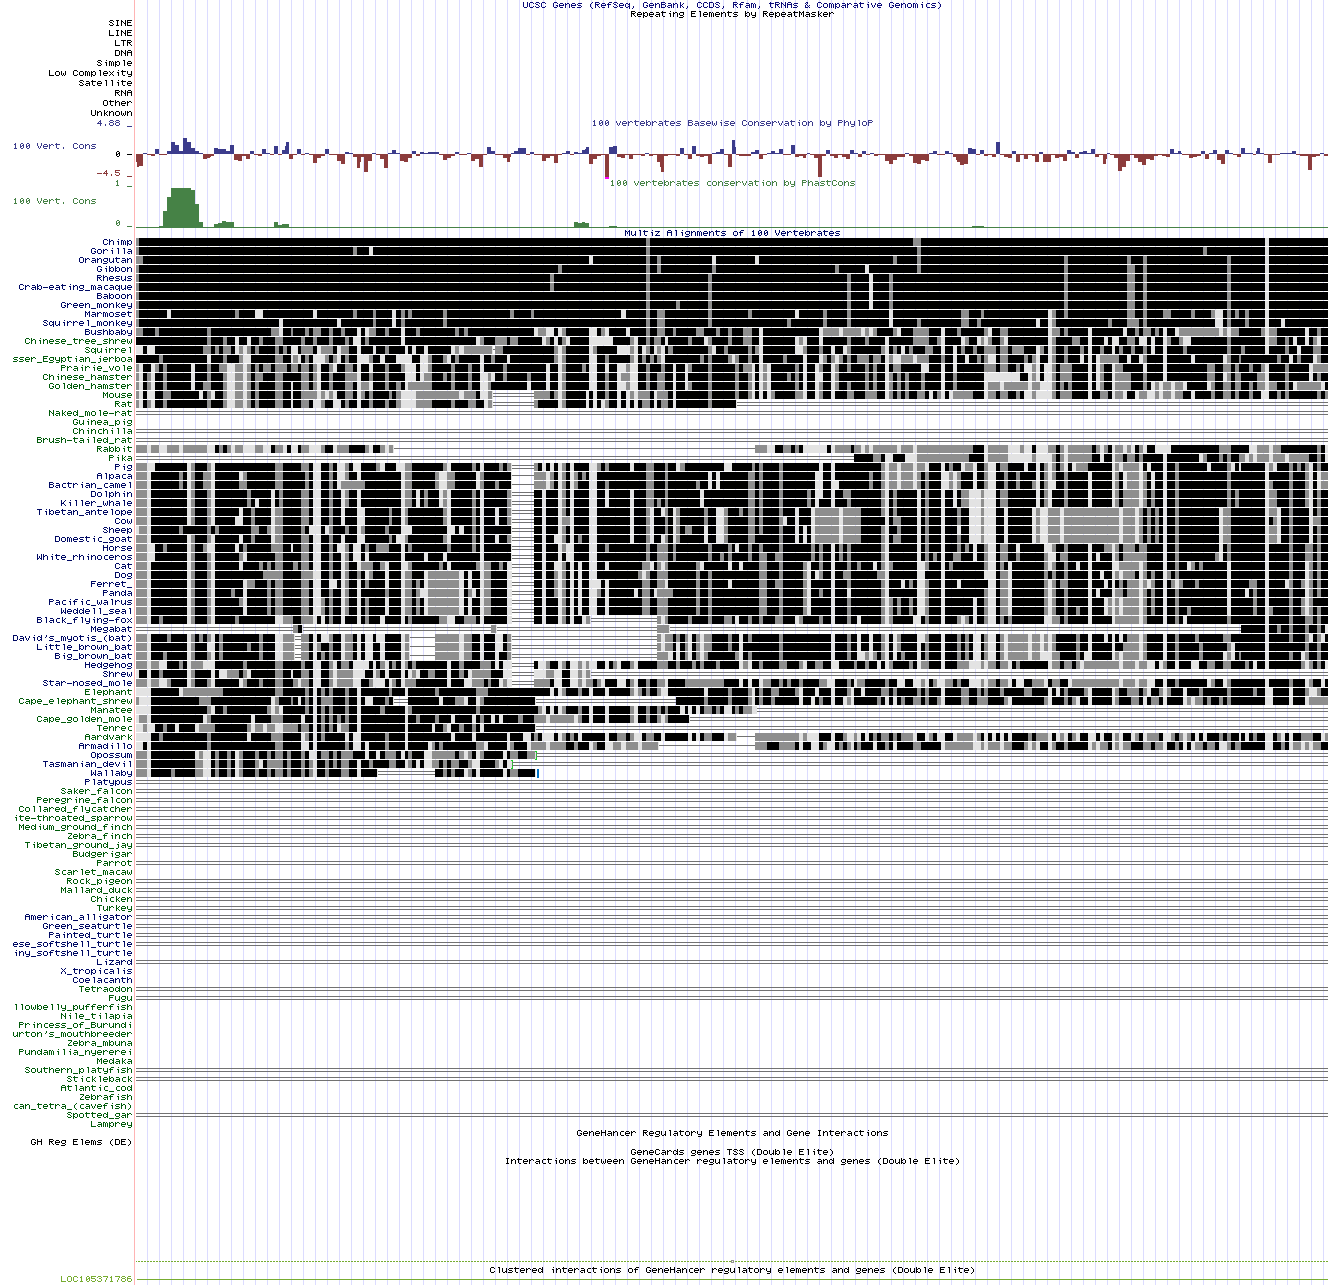 UCSC Genes (RefSeq, GenBank, CCDS, Rfam, tRNAs & Comparative Genomics)
Repeating Elements by RepeatMasker
SINE
LINE
LTR
DNA
Simple
Low Complexity
Satellite
RNA
Other
Unknown
4.88 _
100 vertebrates Basewise Conservation by PhyloP
100 Vert. Cons
0 -
-4.5 _
1 _
100 vertebrates conservation by PhastCons
100 Vert. Cons
0 _
Multiz Alignments of 100 Vertebrates
Chimp
Gorilla
Orangutan
Gibbon
Rhesus
Crab-eating_macaque
Baboon
Green_monkey
Marmoset
Squirrel_monkey
Bushbaby
Chinese_tree_shrew
Squirrel
sser_Egyptian_jerboa
Prairie_vole
Chinese_hamster
Golden_hamster
Mouse
Rat
Naked_mole-rat
Guinea_pig
Chinchilla
Brush-tailed_rat
Rabbit
Pika
Pig
Alpaca
Bactrian_camel
Dolphin
Killer_whale
Tibetan_antelope
Cow
Sheep
Domestic_goat
Horse
White_rhinoceros
Cat
Dog
Ferret_
Panda
Pacific_walrus
Weddell_seal
Black_flying-fox
Megabat
David's_myotis_(bat)
Little_brown_bat
Big_brown_bat
Hedgehog
Shrew
Star-nosed_mole
Elephant
Cape_elephant_shrew
Manatee
Cape_golden_mole
Tenrec
Aardvark
Armadillo
Opossum
Tasmanian_devil
Wallaby
Platypus
Saker_falcon
Peregrine_falcon
Collared_flycatcher
ite-throated_sparrow
Medium_ground_finch
Zebra_finch
Tibetan_ground_jay
Budgerigar
Parrot
Scarlet_macaw
Rock_pigeon
Mallard_duck
Chicken
Turkey
American_alligator
Green_seaturtle
Painted_turtle
ese_softshell_turtle
iny_softshell_turtle
Lizard
X_tropicalis
Coelacanth
Tetraodon
Fugu
llowbelly_pufferfish
Nile_tilapia
Princess_of_Burundi
urton's_mouthbreeder
Zebra_mbuna
Pundamilia_nyererei
Medaka
Southern_platyfish
Stickleback
Atlantic_cod
Zebrafish
can_tetra_(cavefish)
Spotted_gar
Lamprey
GeneHancer Regulatory Elements and Gene Interactions
GH Reg Elems (DE)
GeneCards genes TSS (Double Elite)
Interactions between GeneHancer regulatory elements and genes (Double Elite)
Clustered interactions of GeneHancer regulatory elements and genes (Double Elite)
LOC105371786